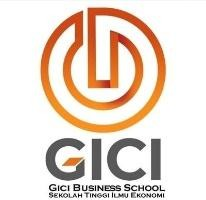 GICI
GICI BUSINESS SCHOOL
SEKOLAH TINGGI ILMU EKONOMI